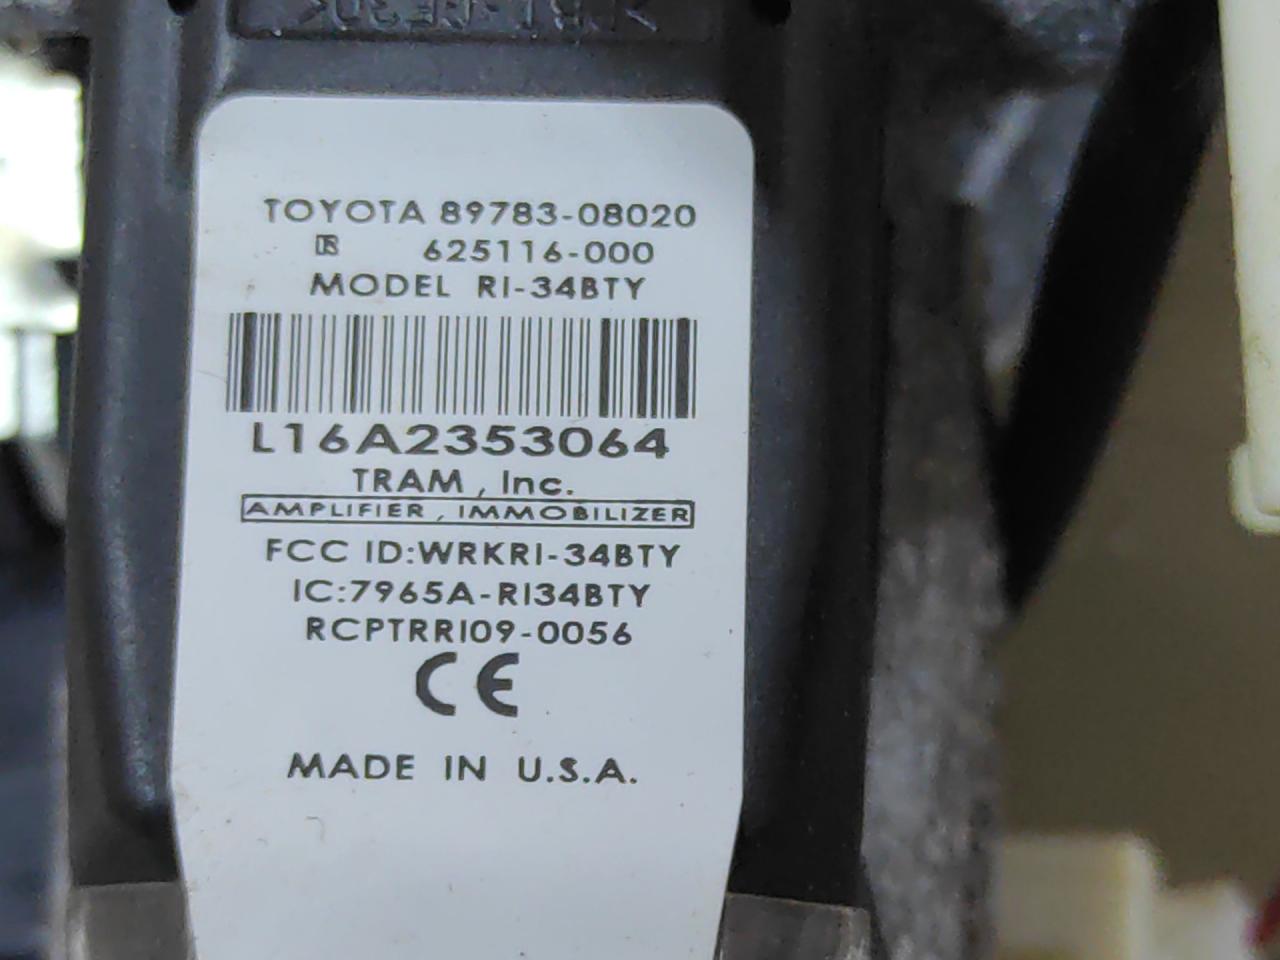 TOYOTA 89783-08020
625116-000
MODEL RI-34BTY
L16A2353064
TRAM, Inc.
AMPLIFIER, IMMOBILIZER
FCC ID:WRKRI-34BTY
IC:7965A-RI34BTY
RCPTRRI09-0056
CE
MADE IN U.S.A.